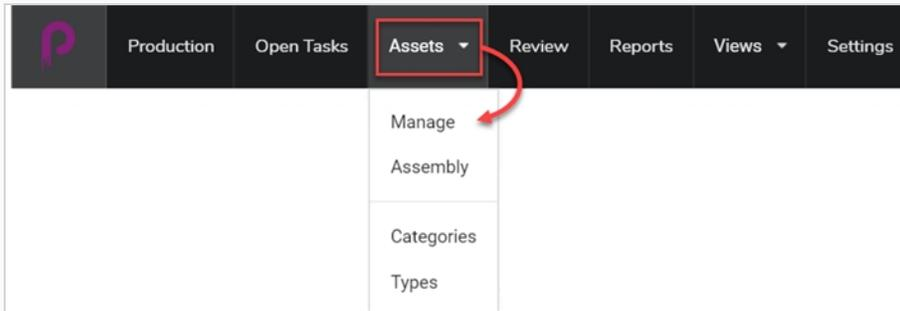 Production Open Tasks Assets Review Reports Views Settings
Manage
Assembly
Categories
Types